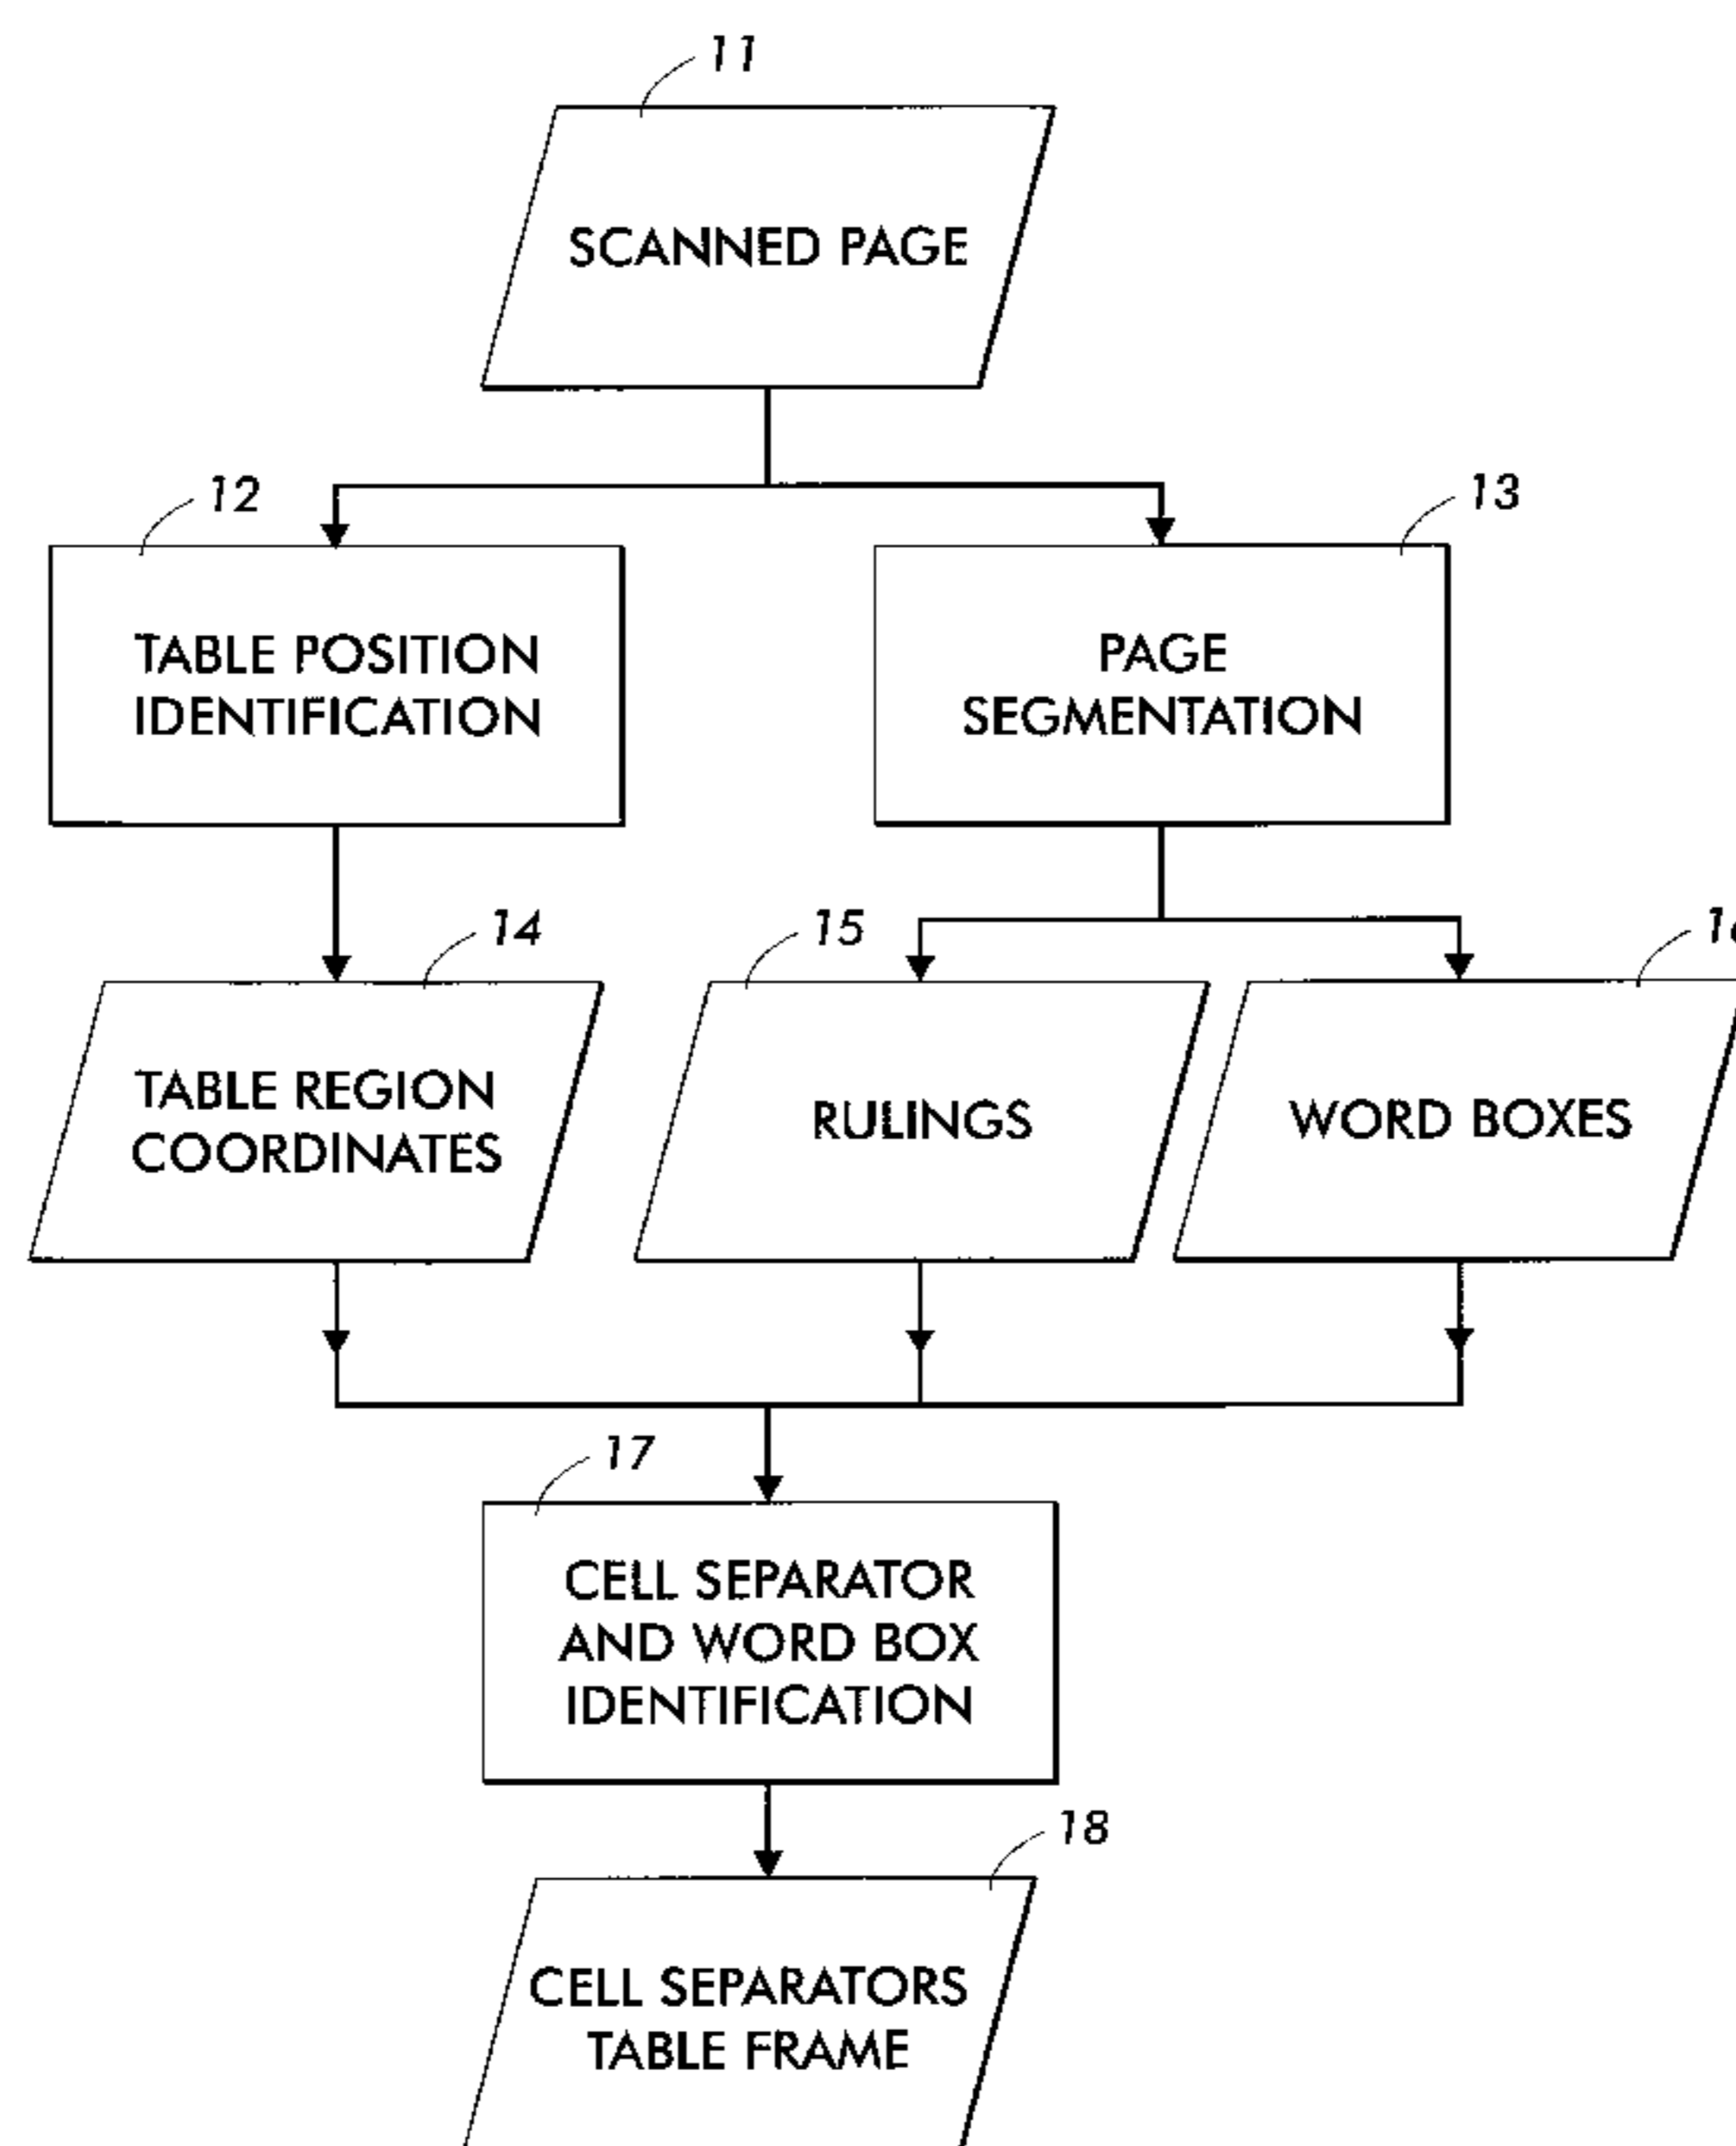 11
SCANNED PAGE
12
13
TABLE POSITION
IDENTIFICATION
PAGE
SEGMENTATION
14
15
TABLE REGION
COORDINATES
RULINGS
WORD BOXES
17
CELL SEPARATOR
AND WORD BOX
IDENTIFICATION
18
CELL SEPARATORS
TABLE FRAME